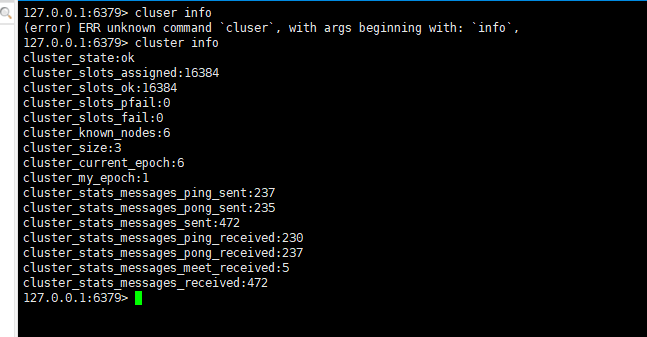 127.0.0.1:6379> cluser info
(error) ERR unknown command `cluser`, with args beginning with: `info`,
127.0.0.1:6379> cluster info
cluster_state:ok
cluster_slots_assigned:16384
cluster_slots_ok:16384
cluster_slots_pfail:0
cluster_slots_fail:0
cluster_known_nodes:6
cluster_size:3
cluster_current_epoch:6
cluster_my_epoch:1
cluster_stats_messages_ping_sent:237
cluster_stats_messages_pong_sent:235
cluster_stats_messages_sent:472
cluster_stats_messages_ping_received:230
cluster_stats_messages_pong_received:237
cluster_stats_messages_meet_received:5
cluster_stats_messages_received:472
127.0.0.1:6379>